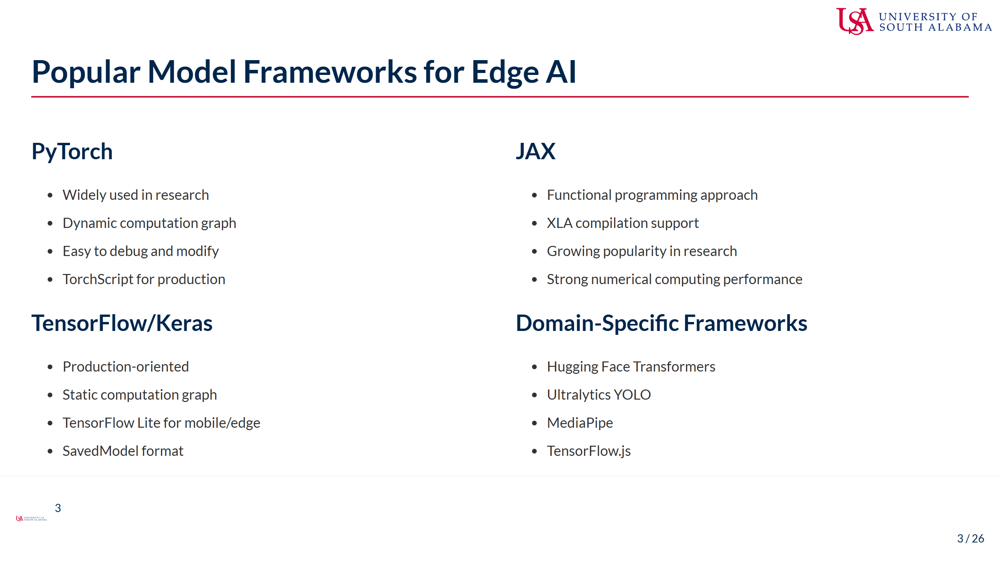 USA UNIVERSITY OF
SOUTH ALABAMA
Popular Model Frameworks for Edge AI
PyTorch
• Widely used in research
• Dynamic computation graph
• Easy to debug and modify
• TorchScript for production
TensorFlow/Keras
• Production-oriented
• Static computation graph
• TensorFlow Lite for mobile/edge
• SavedModel format
JAX
• Functional programming approach
• XLA compilation support
• Growing popularity in research
• Strong numerical computing performance
Domain-Specific Frameworks
• Hugging Face Transformers
• Ultralytics YOLO
• MediaPipe
• TensorFlow.js
3
USA UNIVERSITY OF
SOUTH ALABAMA
3 / 26